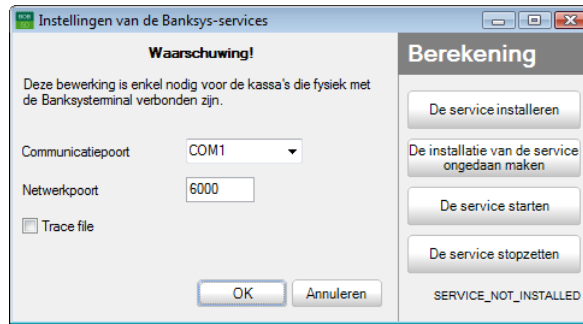 Instellingen van de Banksys-services
Waarschuwing!
Deze bewerking is enkel nodig voor de kassa's die fysiek met
de Banksysterminal verbonden zijn.
Communicatiepoort
COM1
Netwerkpoort
6000
Trace file
OK
Annuleren
Berekening
De service installeren
De installatie van de service
ongedaan maken
De service starten
De service stopzetten
SERVICE_NOT_INSTALLED